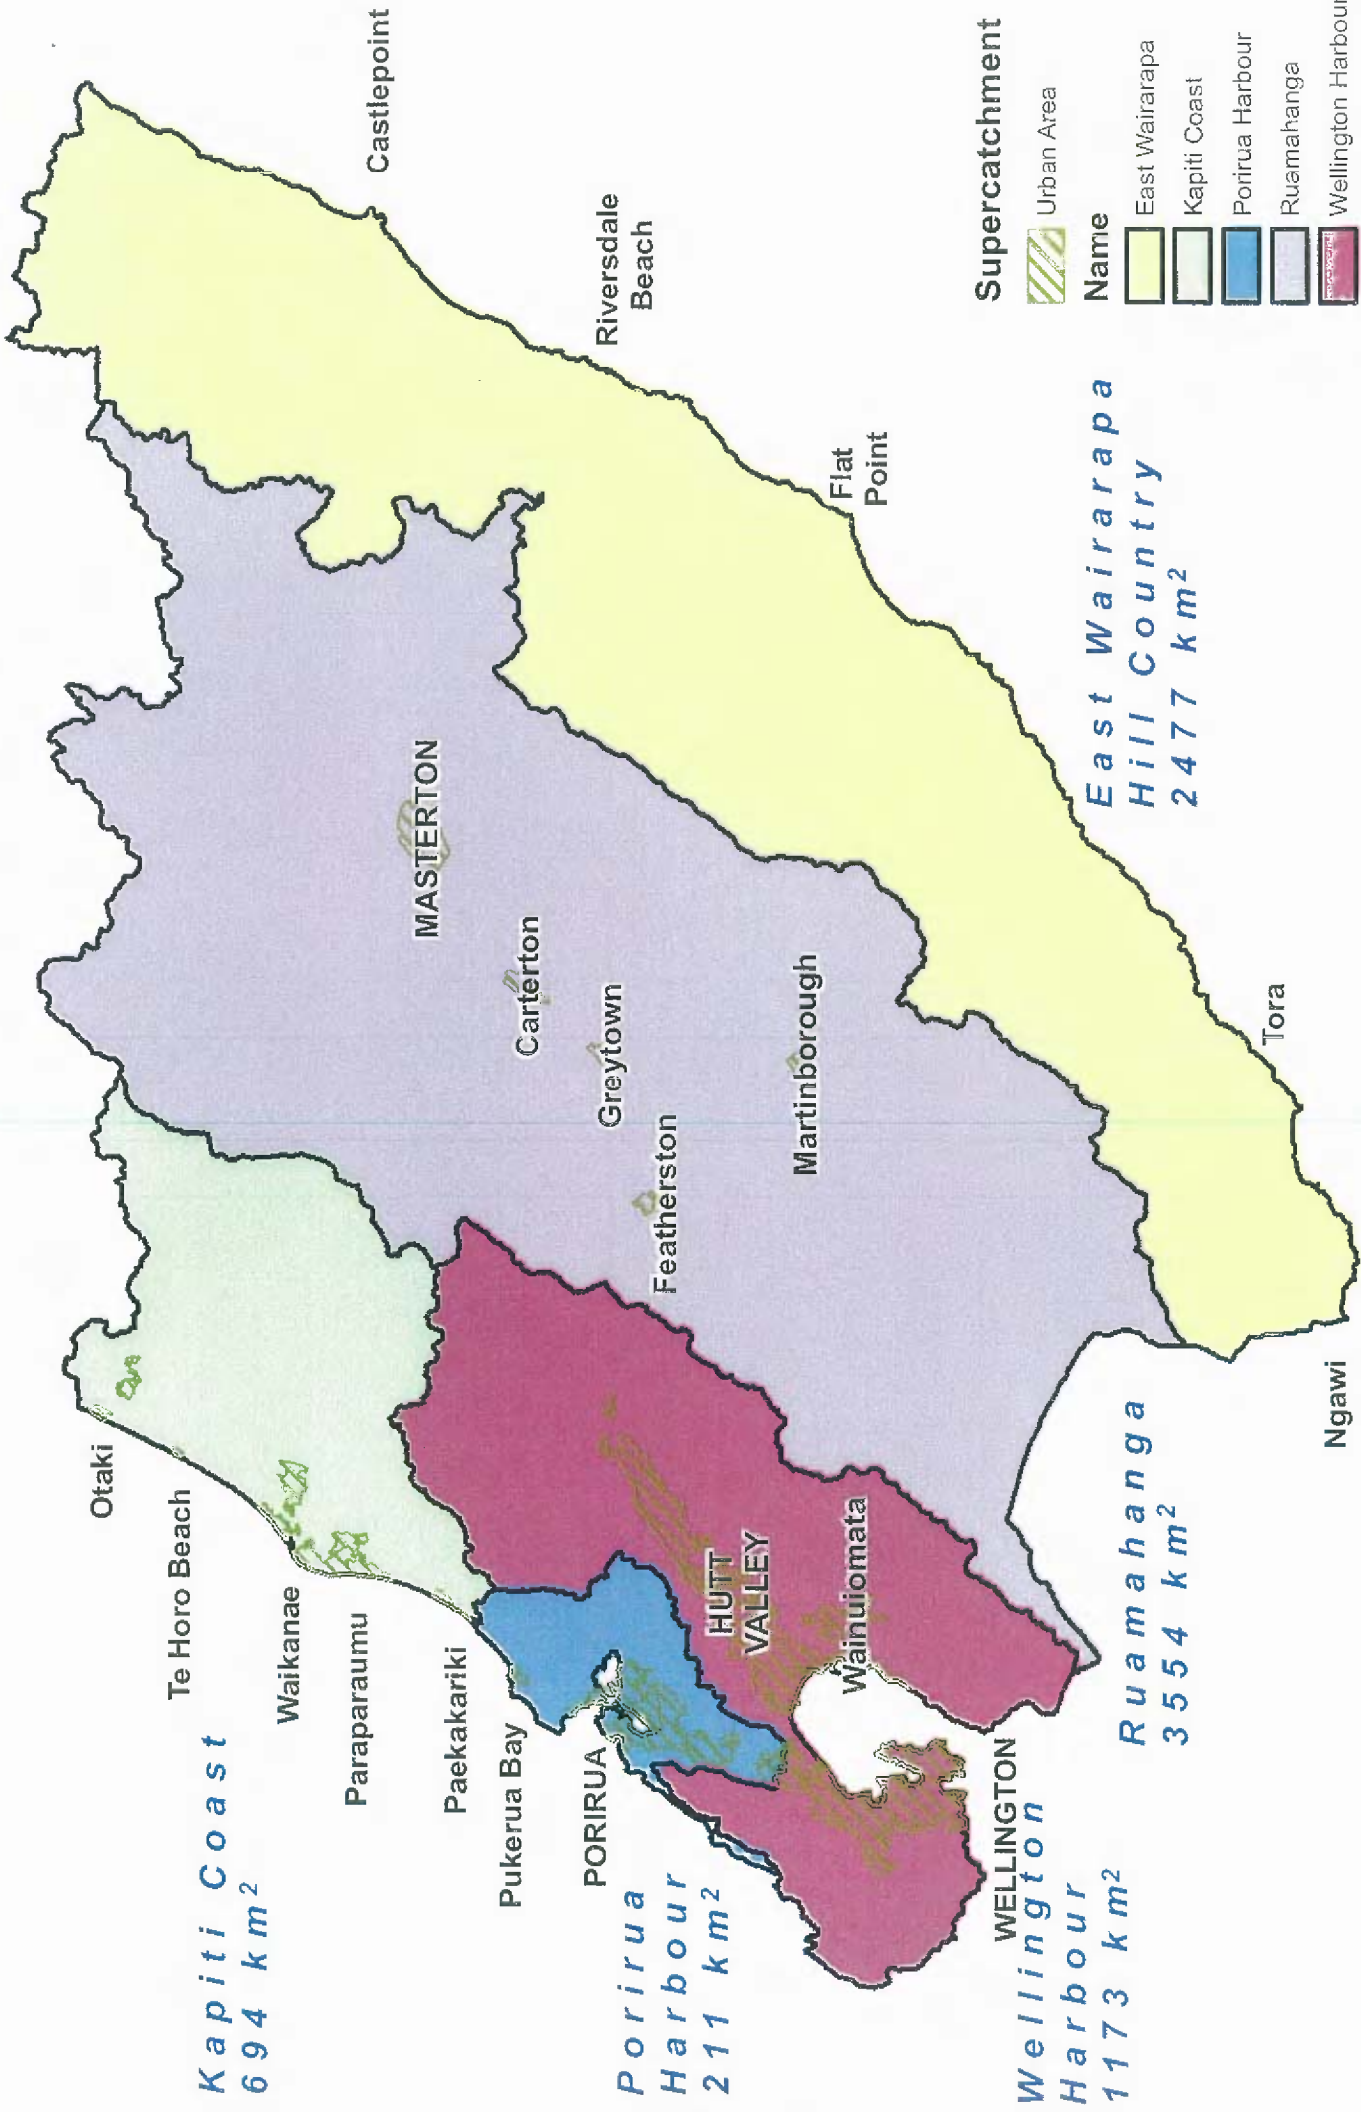 Kapiti Coast
694 km²
Otaki
Te Horo Beach
Waikanae
Paraparaumu
Paekakariki
Pukerua Bay
PORIRUA
Porirua
Harbour
211 km²
HUTT
VALLEY
Wainuiomata
WELLINGTON
Wellington
Harbour
1173 km²
MASTERTON
Carterton
Greytown
Featherston
Martinborough
Castlepoint
Riversdale
Beach
Flat
Point
Tora
Ngawi
Ruamahanga
3554 km²
East Wairarapa
Hill Country
2477 km²
Supercatchment
Urban Area
Name
East Wairarapa
Kapiti Coast
Porirua Harbour
Ruamahanga
Wellington Harbour